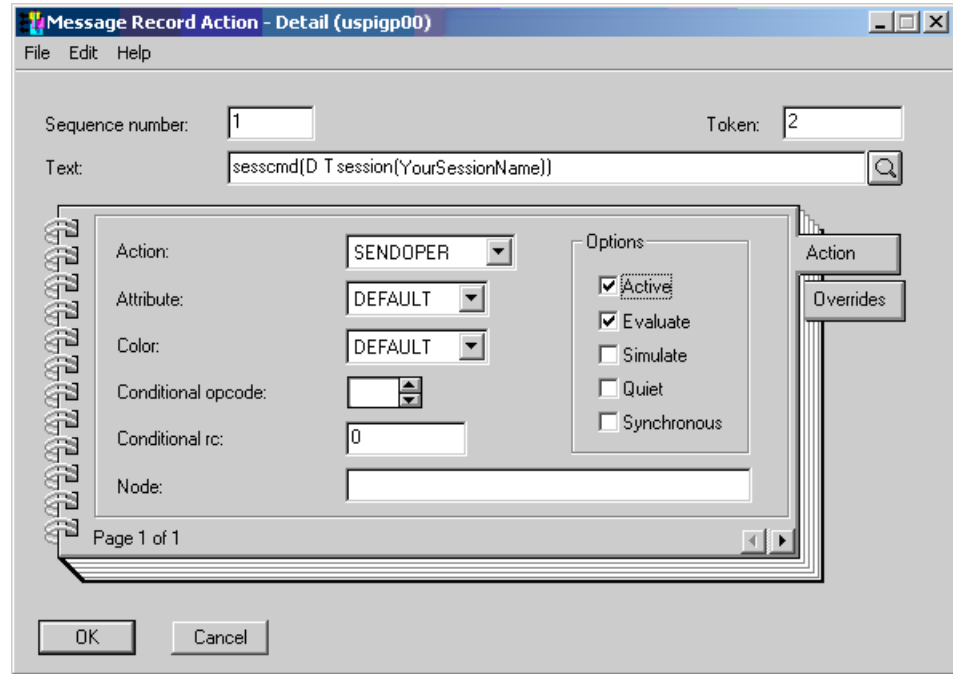 Message Record Action - Detail (uspigp00)
File Edit Help
Sequence number: 1 Token: 2
Text: sesscmd(D T session(YourSessionName))
Action: SENDOPER Options Action
Active
Attribute: DEFAULT Overrides
Evaluate
Color: DEFAULT Simulate
Conditional opcode: Quiet
Conditional rc: 0 Synchronous
Node:
Page 1 of 1
OK Cancel